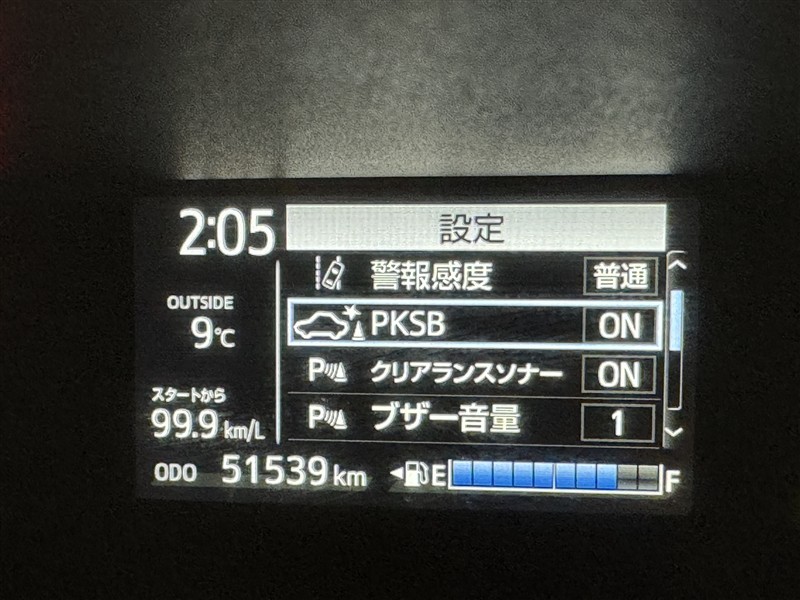 2:05
設定
警報感度 普通
OUTSIDE
9℃
PKSB ON
P クリアランスソナー ON
スタートから
99.9 km/L
P ブザー音量 1
ODO 51539 km
E F